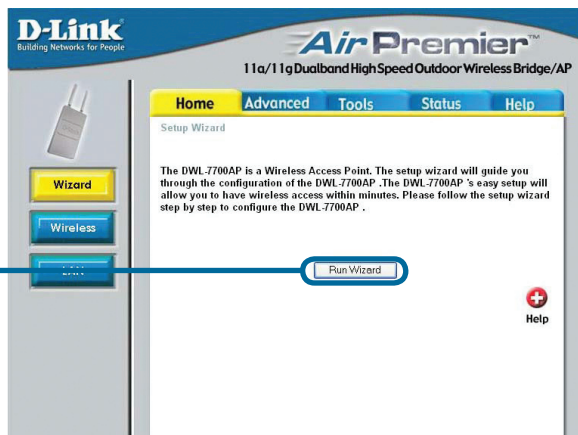 D-Link
Building Networks for People
Air Premier™
11a/11g Dualband High Speed Outdoor Wireless Bridge/AP
Home Advanced Tools Status Help
Setup Wizard
The DWL-7700AP is a Wireless Access Point. The setup wizard will guide you
through the configuration of the DWL-7700AP .The DWL-7700AP 's easy setup will
allow you to have wireless access within minutes. Please follow the setup wizard
step by step to configure the DWL-7700AP .
Wizard
Wireless
LAN
Run Wizard
Help